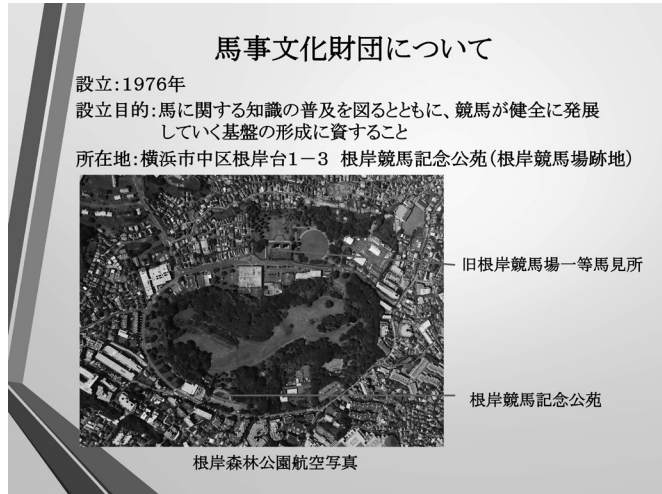 馬事文化財団について
設立:1976年
設立目的:馬に関する知識の普及を図るとともに、競馬が健全に発展
していく基盤の形成に資すること
所在地:横浜市中区根岸台1−3 根岸競馬記念公苑(根岸競馬場跡地)
旧根岸競馬場一等馬見所
根岸競馬記念公苑
根岸森林公園航空写真